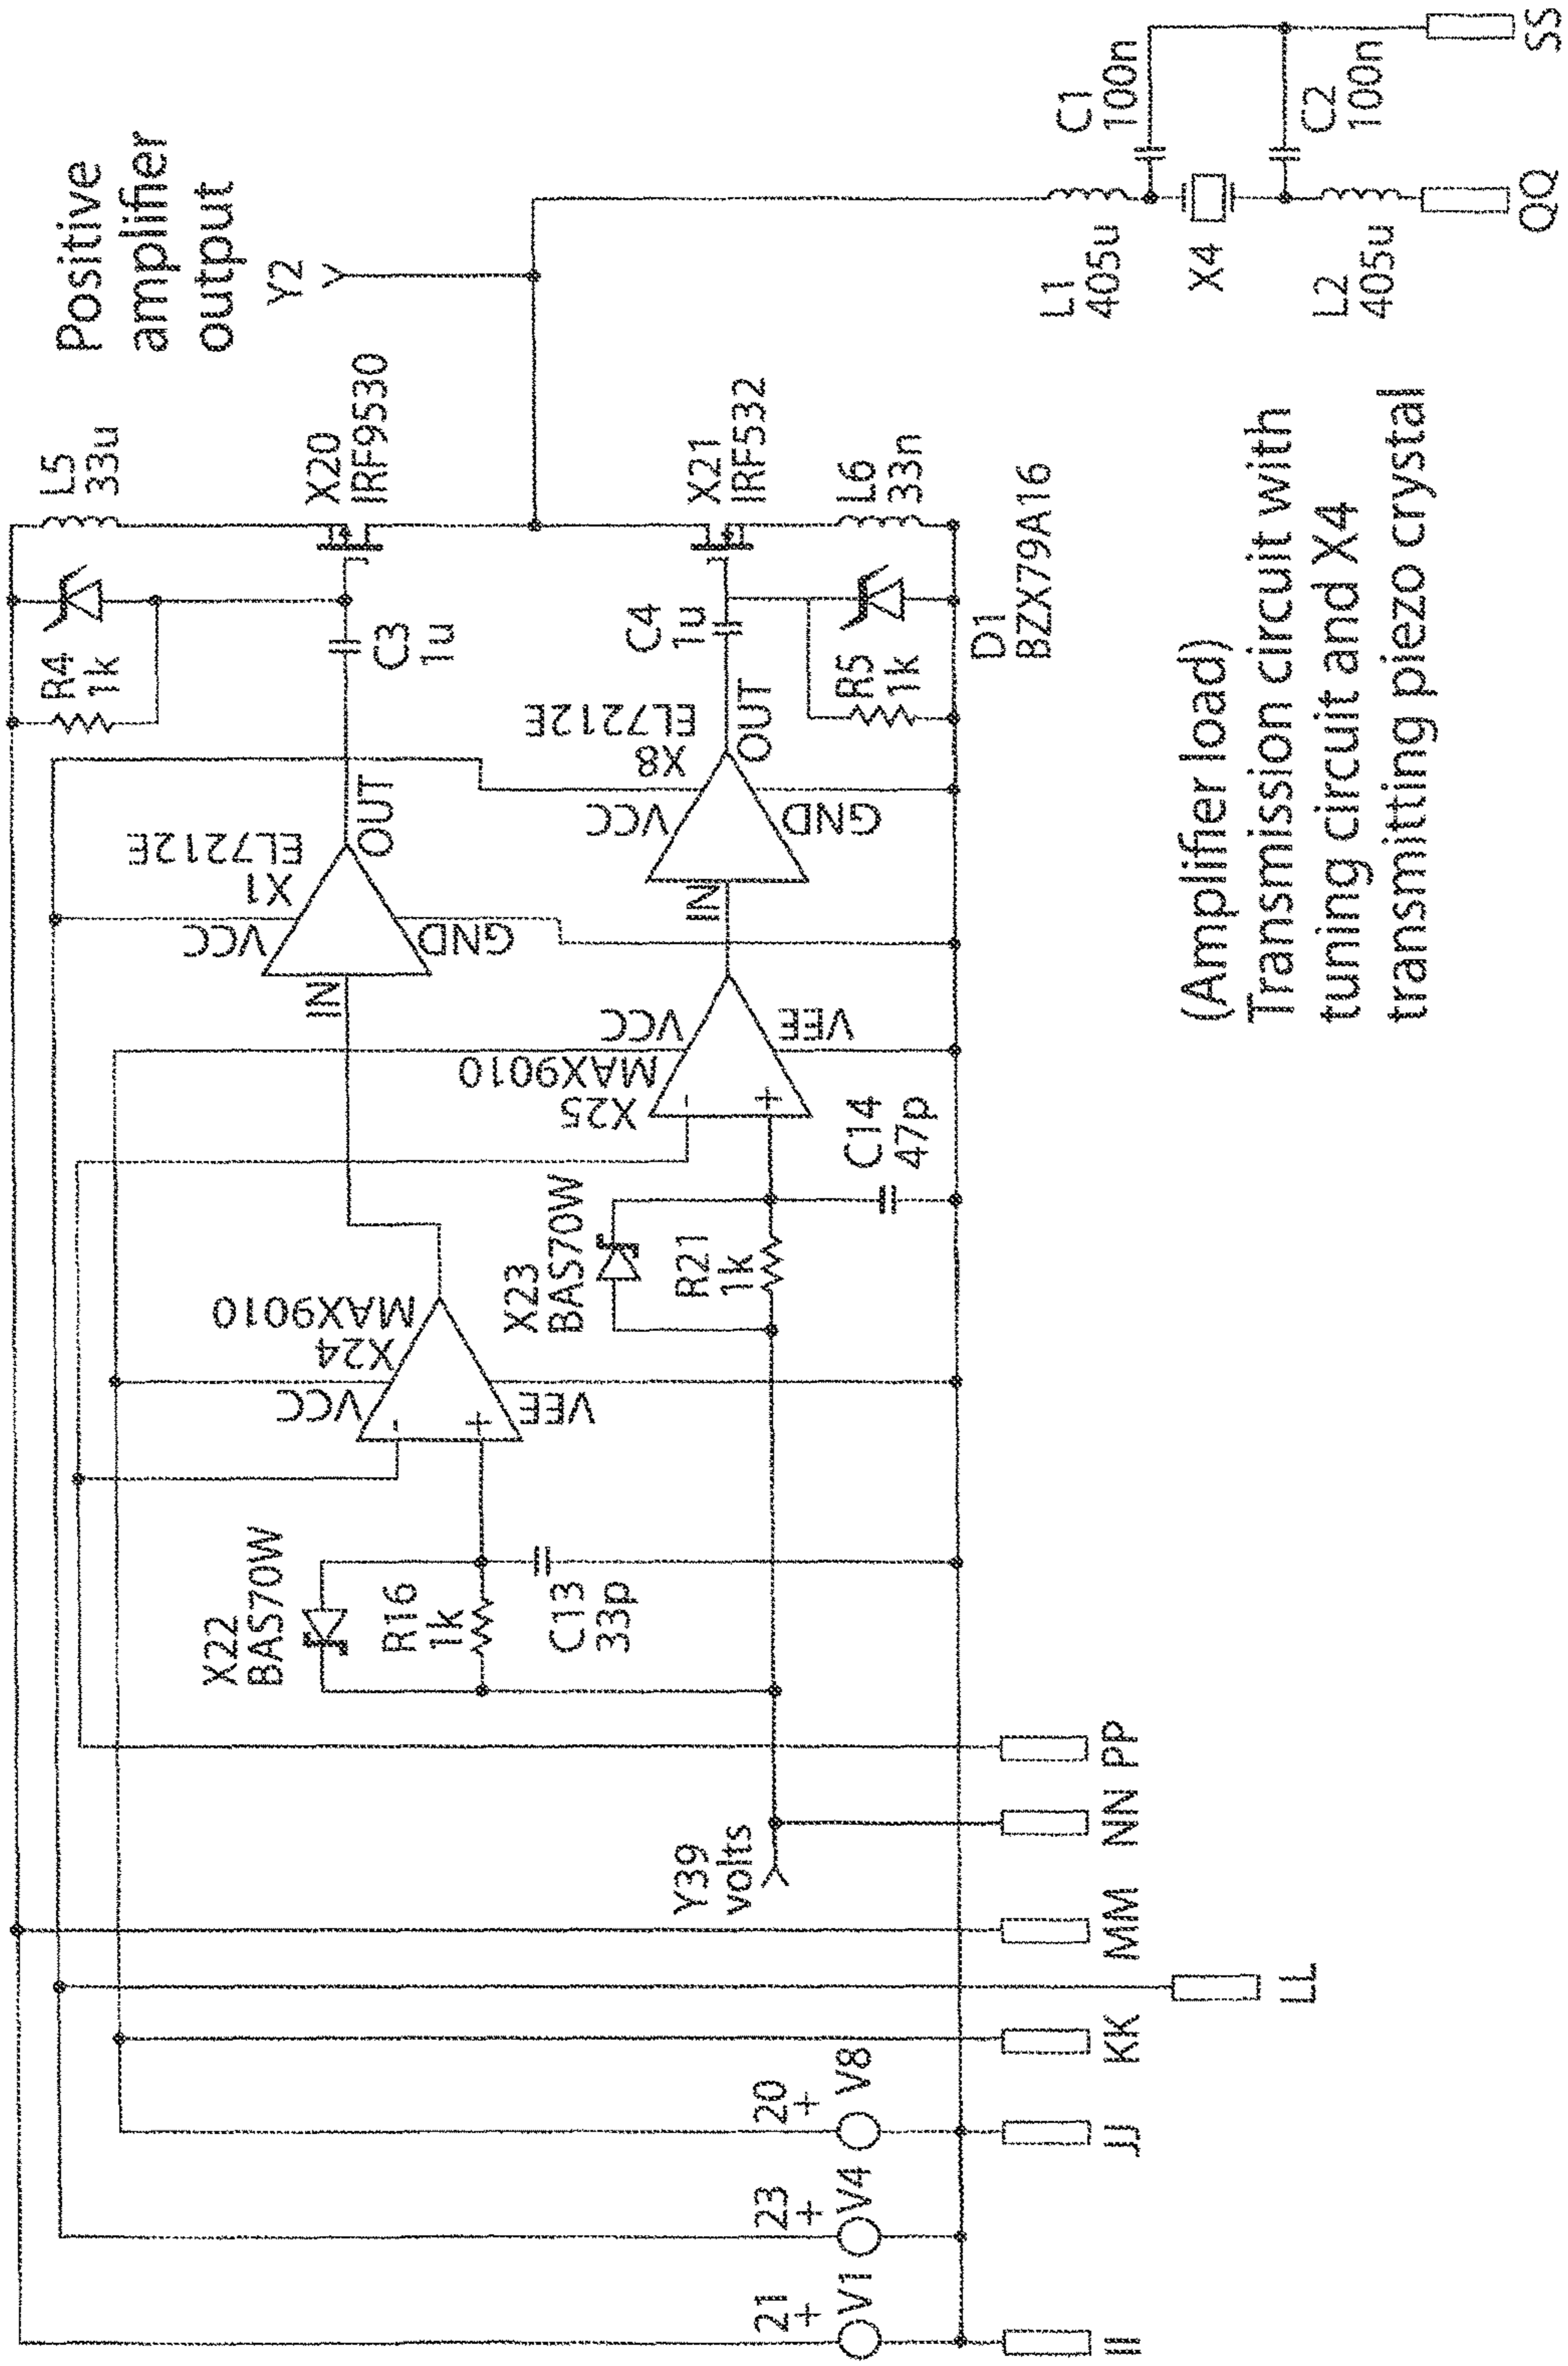 Positive
amplifier
output
Y2
L5
33u
R4
1k
X20
IRF9530
C3
1u
X1
EL7212E
VCC
IN
OUT
GND
C4
1u
X21
IRF532
X8
EL7212E
VCC
IN
OUT
GND
R5
1k
L6
33n
D1
BZX79A16
X24
MAX9010
VCC
-
+
VEE
X25
MAX9010
VCC
-
+
VEE
X22
BAS70W
R16
1k
C13
33p
X23
BAS70W
R21
1k
C14
47p
Y39
volts
21
+
V1
23
+
V4
20
+
V8
II
JJ
KK
LL
MM
NN
PP
L1
405u
C1
100n
X4
C2
100n
L2
405u
QQ
SS
(Amplifier load)
Transmission circuit with
tuning circuit and X4
transmitting piezo crystal